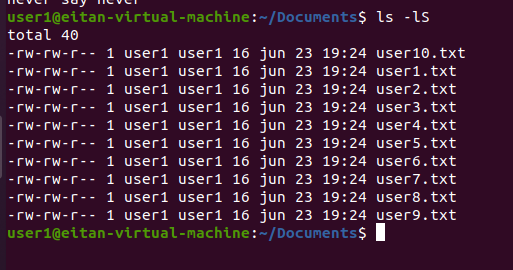 never say never
user1@eitan-virtual-machine:~/Documents$ ls -lS
total 40
-rw-rw-r-- 1 user1 user1 16 jun 23 19:24 user10.txt
-rw-rw-r-- 1 user1 user1 16 jun 23 19:24 user1.txt
-rw-rw-r-- 1 user1 user1 16 jun 23 19:24 user2.txt
-rw-rw-r-- 1 user1 user1 16 jun 23 19:24 user3.txt
-rw-rw-r-- 1 user1 user1 16 jun 23 19:24 user4.txt
-rw-rw-r-- 1 user1 user1 16 jun 23 19:24 user5.txt
-rw-rw-r-- 1 user1 user1 16 jun 23 19:24 user6.txt
-rw-rw-r-- 1 user1 user1 16 jun 23 19:24 user7.txt
-rw-rw-r-- 1 user1 user1 16 jun 23 19:24 user8.txt
-rw-rw-r-- 1 user1 user1 16 jun 23 19:24 user9.txt
user1@eitan-virtual-machine:~/Documents$